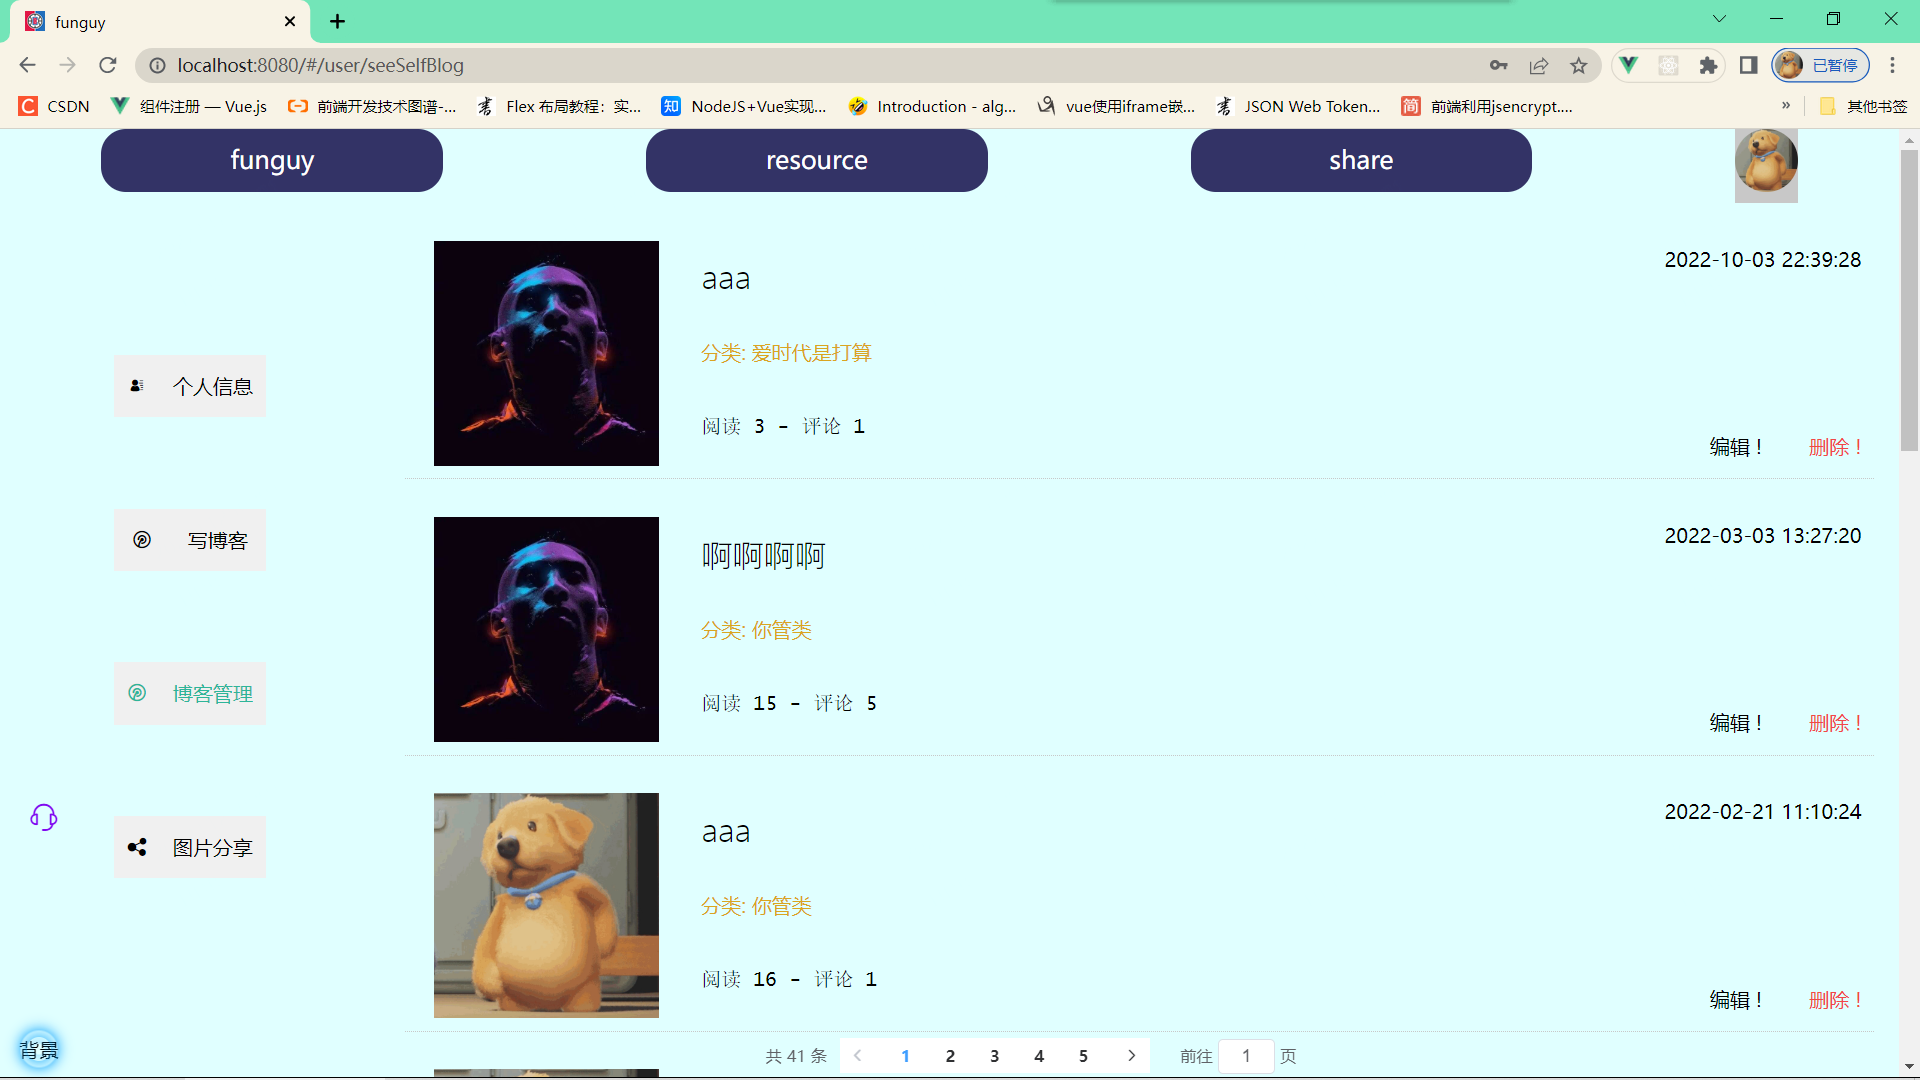 funguy
localhost:8080/#/user/seeSelfBlog
已暂停
CSDN
组件注册 — Vue.js
前端开发技术图谱-...
Flex 布局教程：实...
知 NodeJS+Vue实现...
Introduction - alg...
vue使用iframe嵌...
JSON Web Token...
简 前端利用jsencrypt....
»
其他书签
funguy
resource
share
aaa
2022-10-03 22:39:28
分类: 爱时代是打算
阅读 3 - 评论 1
编辑！ 删除！
个人信息
写博客
博客管理
图片分享
啊啊啊啊
2022-03-03 13:27:20
分类: 你管类
阅读 15 - 评论 5
编辑！ 删除！
aaa
2022-02-21 11:10:24
分类: 你管类
阅读 16 - 评论 1
编辑！ 删除！
背景
共 41 条 1 2 3 4 5 前往 1 页